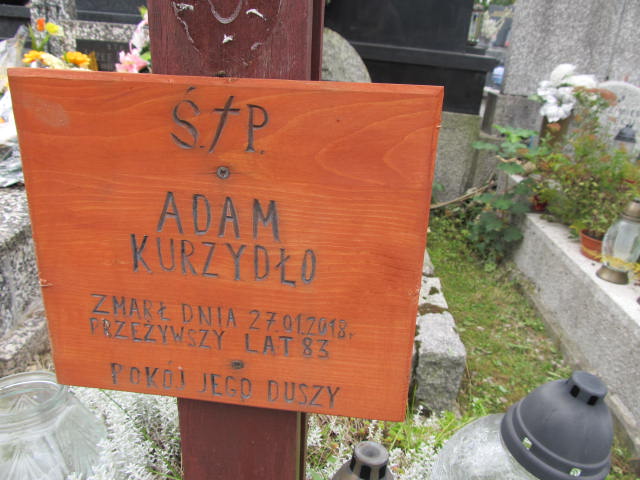 Ś.†P.
ADAM
KURZYDŁO
ZMARŁ DNIA 27.01.2018r.
PRZEŻYWSZY LAT 83
POKÓJ JEGO DUSZY